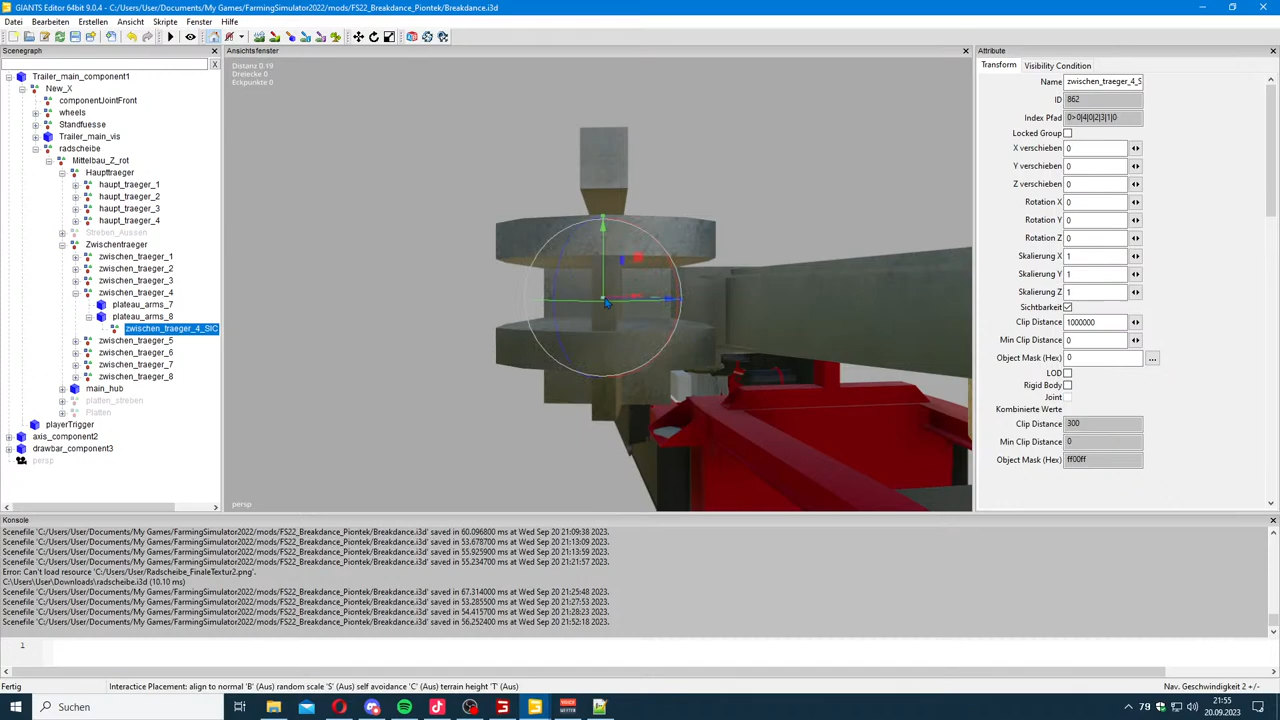 GIANTS Editor 64bit 9.0.4 - C:/Users/User/Documents/My Games/FarmingSimulator2022/mods/FS22_Breakdance_Piontek/Breakdance.i3d
Datei Bearbeiten Erstellen Ansicht Skripte Fenster Hilfe
Scenegraph
X
Trailer_main_component1
New_X
componentJointFront
wheels
Standfuesse
Trailer_main_vis
radscheibe
Mittelbau_Z_rot
Haupttraeger
haupt_traeger_1
haupt_traeger_2
haupt_traeger_3
haupt_traeger_4
Streben_Aussen
Zwischentraeger
zwischen_traeger_1
zwischen_traeger_2
zwischen_traeger_3
zwischen_traeger_4
plateau_arms_7
plateau_arms_8
zwischen_traeger_4_SIC
zwischen_traeger_5
zwischen_traeger_6
zwischen_traeger_7
zwischen_traeger_8
main_hub
platten_streben
Platten
playerTrigger
axis_component2
drawbar_component3
persp
Ansichtsfenster
Distanz 0.19
Dreiecke 0
Eckpunkte 0
persp
Attribute
Transform Visibility Condition
Name zwischen_traeger_4_S
ID 862
Index Pfad 0>0|4|0|2|3|1|0
Locked Group
X verschieben 0
Y verschieben 0
Z verschieben 0
Rotation X 0
Rotation Y 0
Rotation Z 0
Skalierung X 1
Skalierung Y 1
Skalierung Z 1
Sichtbarkeit
Clip Distance 1000000
Min Clip Distance 0
Object Mask (Hex) 0 ...
LOD
Rigid Body
Joint
Kombinierte Werte
Clip Distance 300
Min Clip Distance 0
Object Mask (Hex) ff00ff
Konsole
Scenefile 'C:/Users/User/Documents/My Games/FarmingSimulator2022/mods/FS22_Breakdance_Piontek/Breakdance.i3d' saved in 60.096800 ms at Wed Sep 20 21:09:38 2023.
Scenefile 'C:/Users/User/Documents/My Games/FarmingSimulator2022/mods/FS22_Breakdance_Piontek/Breakdance.i3d' saved in 53.678700 ms at Wed Sep 20 21:13:09 2023.
Scenefile 'C:/Users/User/Documents/My Games/FarmingSimulator2022/mods/FS22_Breakdance_Piontek/Breakdance.i3d' saved in 55.925900 ms at Wed Sep 20 21:13:59 2023.
Scenefile 'C:/Users/User/Documents/My Games/FarmingSimulator2022/mods/FS22_Breakdance_Piontek/Breakdance.i3d' saved in 55.234700 ms at Wed Sep 20 21:21:57 2023.
Error: Can't load resource 'C:/Users/User/Radscheibe_FinaleTextur2.png'.
C:\Users\User\Downloads\radscheibe.i3d (10.10 ms)
Scenefile 'C:/Users/User/Documents/My Games/FarmingSimulator2022/mods/FS22_Breakdance_Piontek/Breakdance.i3d' saved in 67.314000 ms at Wed Sep 20 21:25:48 2023.
Scenefile 'C:/Users/User/Documents/My Games/FarmingSimulator2022/mods/FS22_Breakdance_Piontek/Breakdance.i3d' saved in 53.285500 ms at Wed Sep 20 21:27:53 2023.
Scenefile 'C:/Users/User/Documents/My Games/FarmingSimulator2022/mods/FS22_Breakdance_Piontek/Breakdance.i3d' saved in 54.415700 ms at Wed Sep 20 21:28:23 2023.
Scenefile 'C:/Users/User/Documents/My Games/FarmingSimulator2022/mods/FS22_Breakdance_Piontek/Breakdance.i3d' saved in 56.252400 ms at Wed Sep 20 21:52:18 2023.
1
Fertig Interactice Placement: align to normal 'B' (Aus) random scale 'S' (Aus) self avoidance 'C' (Aus) terrain height 'T' (Aus) Nav. Geschwindigkeit 2 +/-
Suchen
79
21:55
20.09.2023